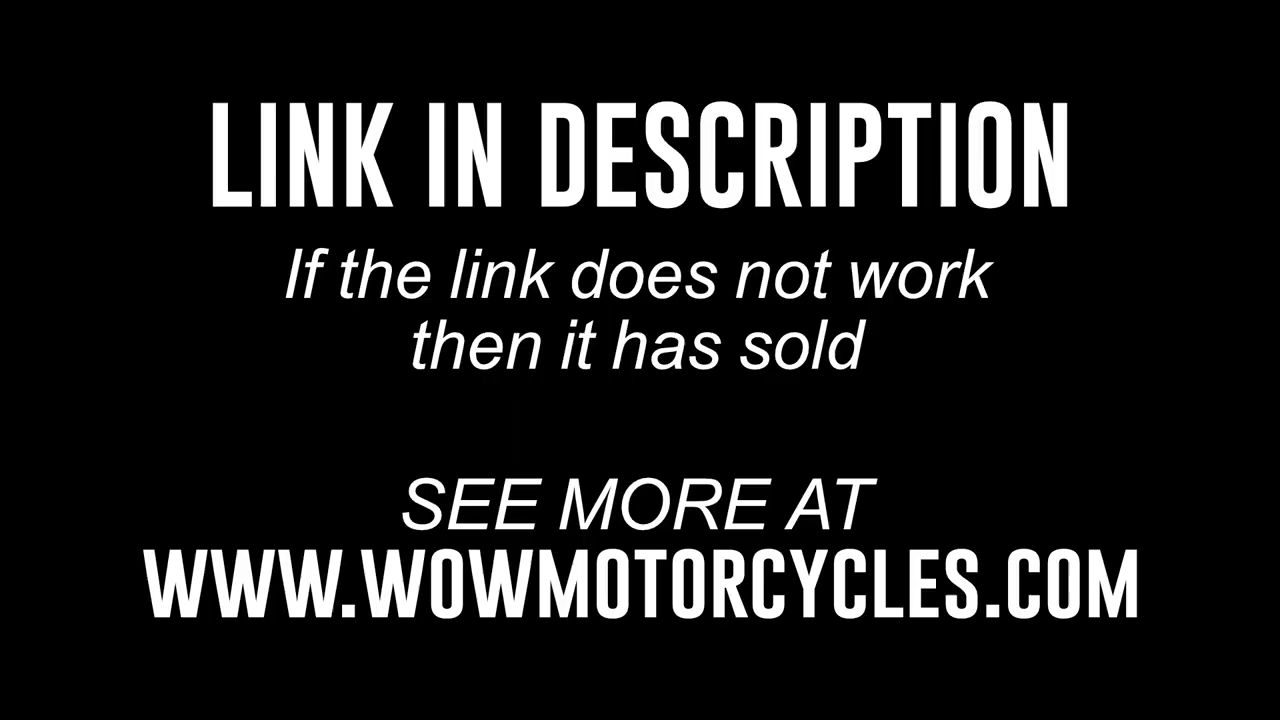 LINK IN DESCRIPTION
If the link does not work
then it has sold
SEE MORE AT
WWW.WOWMOTORCYCLES.COM